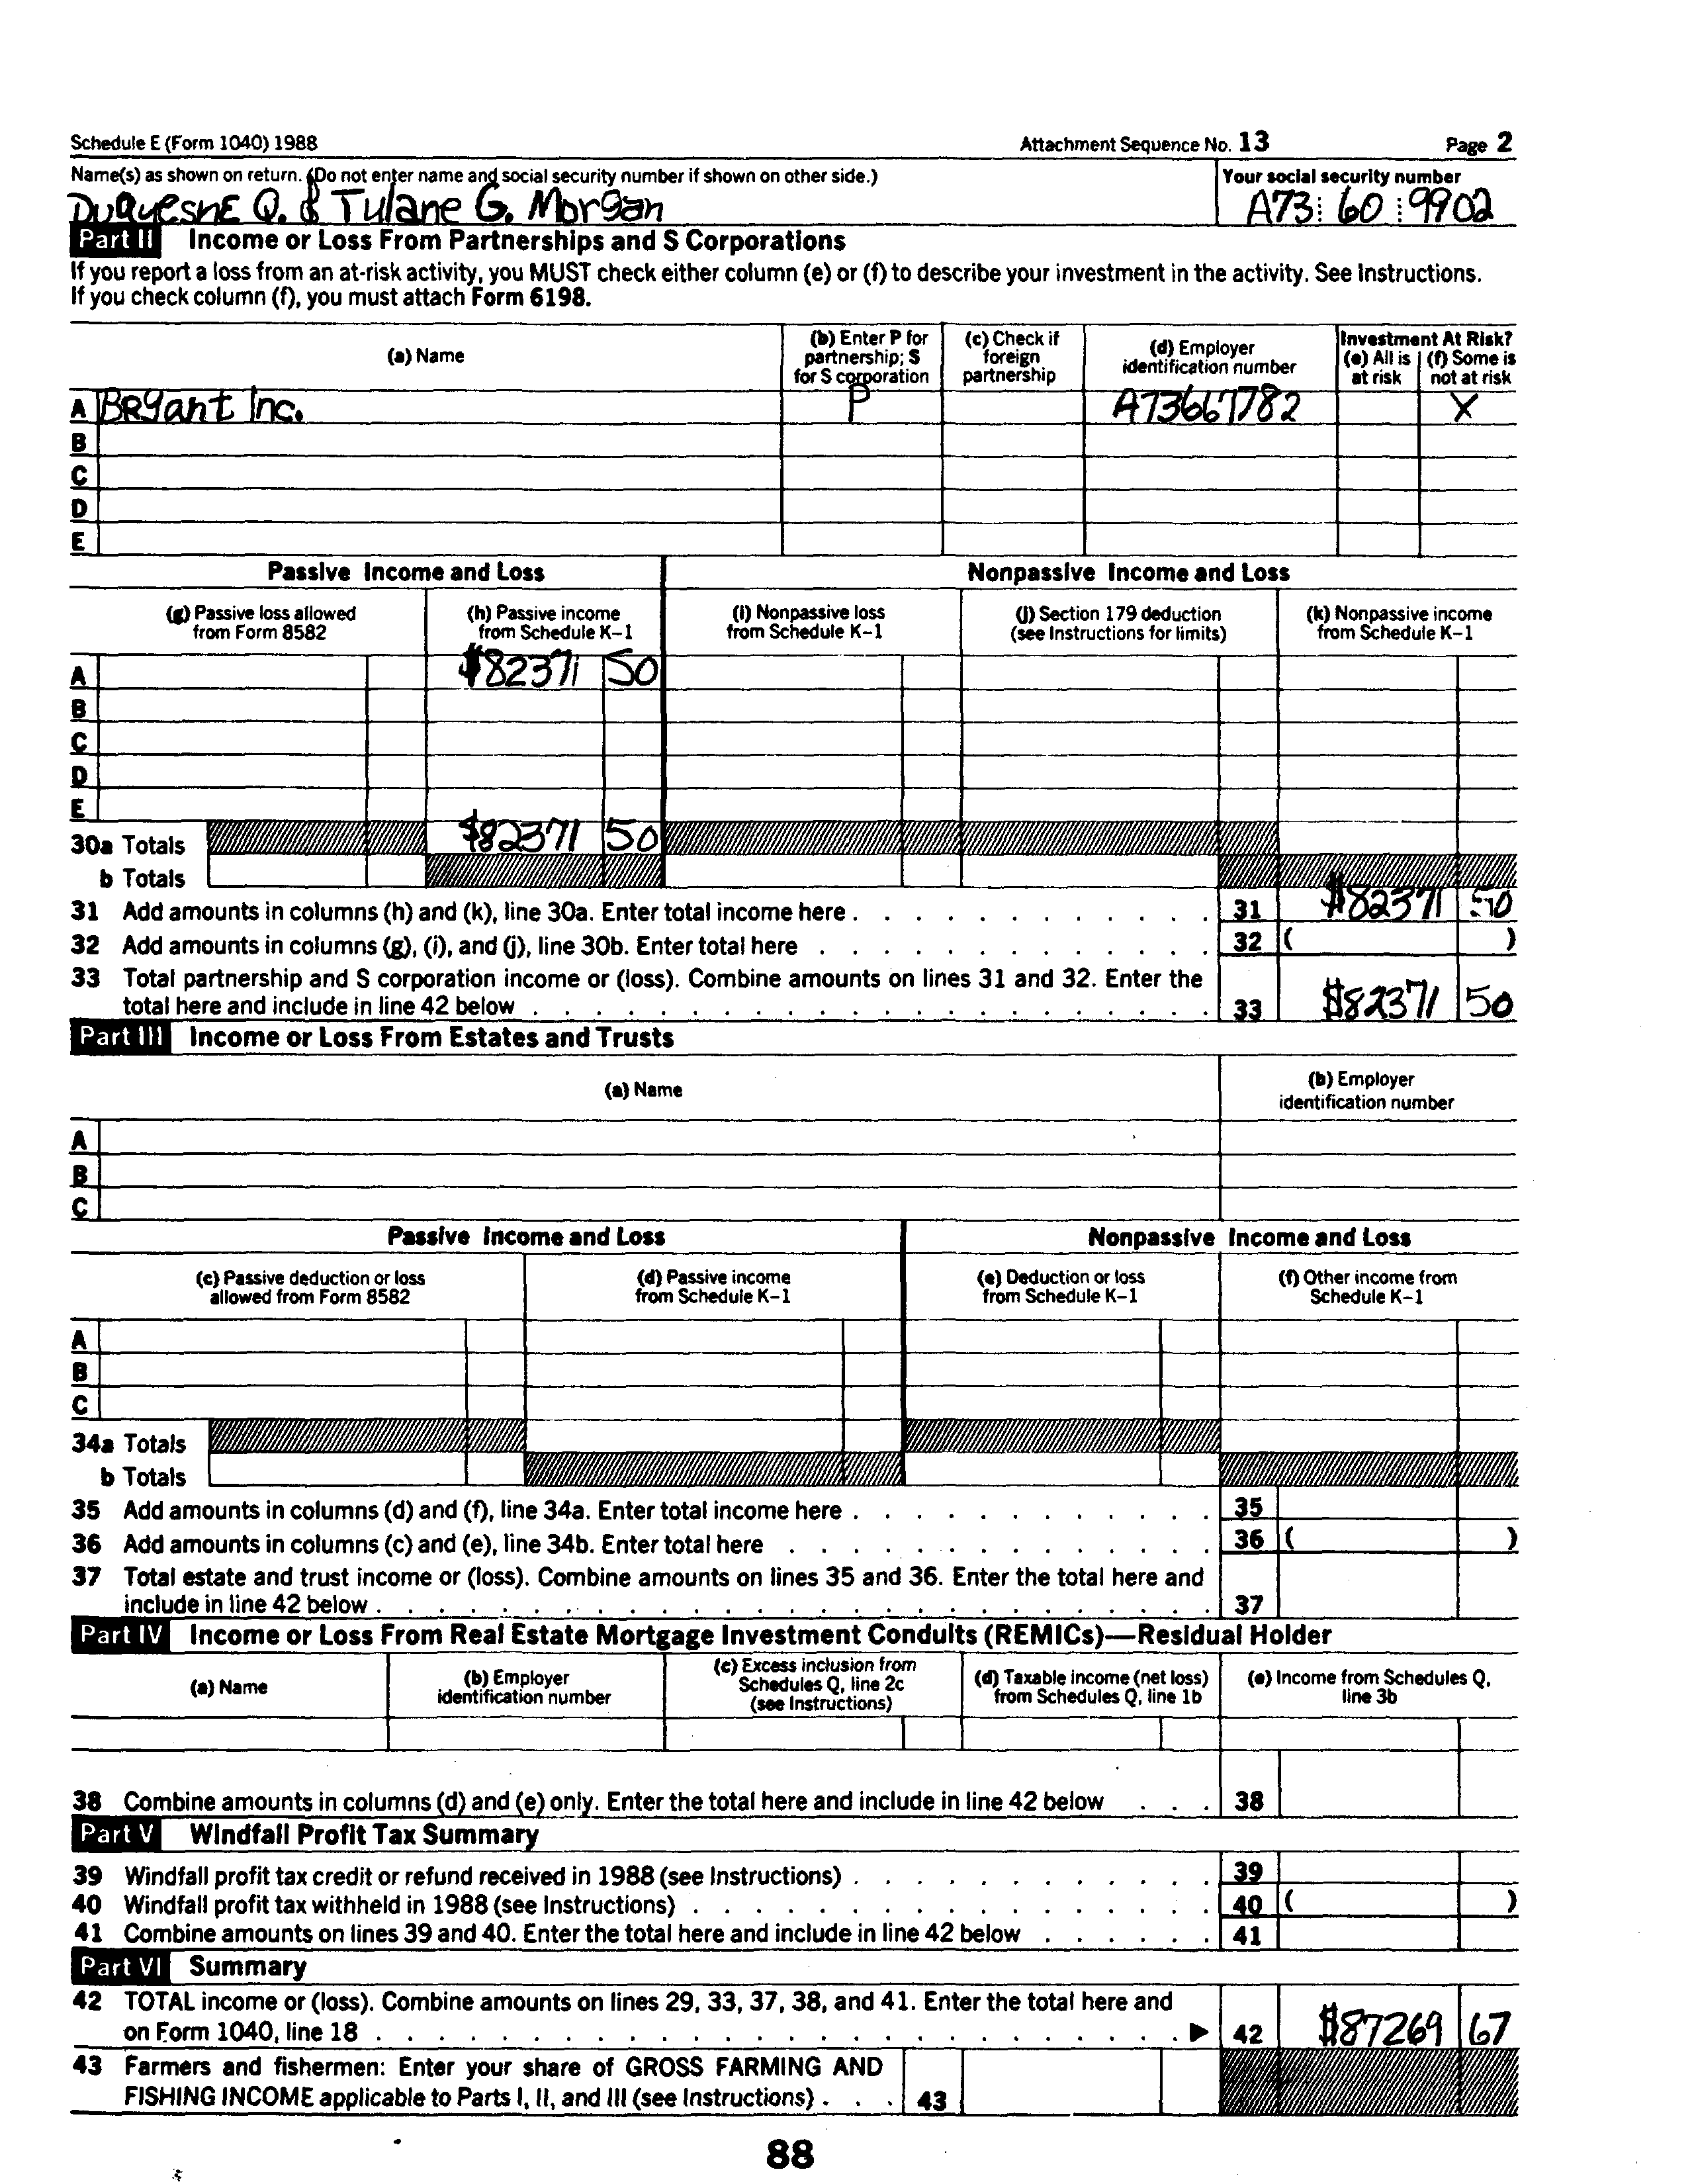 Schedule E (Form 1040) 1988 Attachment Sequence No. 13 Page 2
Name(s) as shown on return. (Do not enter name and social security number if shown on other side.) Your social security number
Duquesne Q. & Tulane G. Morgan A73 60 9902
Part II Income or Loss From Partnerships and S Corporations
If you report a loss from an at-risk activity, you MUST check either column (e) or (f) to describe your investment in the activity. See Instructions.
If you check column (f), you must attach Form 6198.
(a) Name (b) Enter P for partnership; S for S corporation (c) Check if foreign partnership (d) Employer identification number Investment At Risk? (e) All is at risk (f) Some is not at risk
A Bryant Inc. P A73667782 X
B
C
D
E
Passive Income and Loss Nonpassive Income and Loss
(g) Passive loss allowed from Form 8582 (h) Passive income from Schedule K-1 (i) Nonpassive loss from Schedule K-1 (j) Section 179 deduction (see Instructions for limits) (k) Nonpassive income from Schedule K-1
A $82371 50
B
C
D
E
30a Totals $82371 50
b Totals
31 Add amounts in columns (h) and (k), line 30a. Enter total income here . 31 $82371 50
32 Add amounts in columns (g), (i), and (j), line 30b. Enter total here . 32 ( )
33 Total partnership and S corporation income or (loss). Combine amounts on lines 31 and 32. Enter the
total here and include in line 42 below . 33 $82371 50
Part III Income or Loss From Estates and Trusts
(a) Name (b) Employer identification number
A
B
C
Passive Income and Loss Nonpassive Income and Loss
(c) Passive deduction or loss allowed from Form 8582 (d) Passive income from Schedule K-1 (e) Deduction or loss from Schedule K-1 (f) Other income from Schedule K-1
A
B
C
34a Totals
b Totals
35 Add amounts in columns (d) and (f), line 34a. Enter total income here . 35
36 Add amounts in columns (c) and (e), line 34b. Enter total here . 36 ( )
37 Total estate and trust income or (loss). Combine amounts on lines 35 and 36. Enter the total here and
include in line 42 below . 37
Part IV Income or Loss From Real Estate Mortgage Investment Conduits (REMICs)—Residual Holder
(a) Name (b) Employer identification number (c) Excess inclusion from Schedules Q, line 2c (see Instructions) (d) Taxable income (net loss) from Schedules Q, line 1b (e) Income from Schedules Q, line 3b
38 Combine amounts in columns (d) and (e) only. Enter the total here and include in line 42 below . 38
Part V Windfall Profit Tax Summary
39 Windfall profit tax credit or refund received in 1988 (see Instructions) . 39
40 Windfall profit tax withheld in 1988 (see Instructions) . 40 ( )
41 Combine amounts on lines 39 and 40. Enter the total here and include in line 42 below . 41
Part VI Summary
42 TOTAL income or (loss). Combine amounts on lines 29, 33, 37, 38, and 41. Enter the total here and
on Form 1040, line 18 . ▶ 42 $87269 67
43 Farmers and fishermen: Enter your share of GROSS FARMING AND
FISHING INCOME applicable to Parts I, II, and III (see Instructions) . 43
88